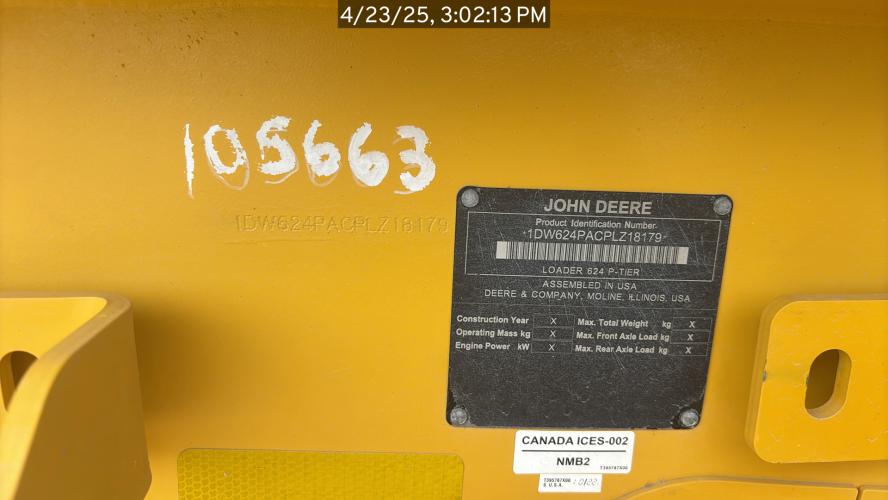 4/23/25, 3:02:13 PM
105663
1DW624PACPLZ18179
JOHN DEERE
Product Identification Number
*1DW624PACPLZ18179*
LOADER 624 P-TIER
ASSEMBLED IN USA
DEERE & COMPANY, MOLINE, ILLINOIS, USA
Construction Year X Max. Total Weight kg X
Operating Mass kg X Max. Front Axle Load kg X
Engine Power kW X Max. Rear Axle Load kg X
CANADA ICES-002
NMB2